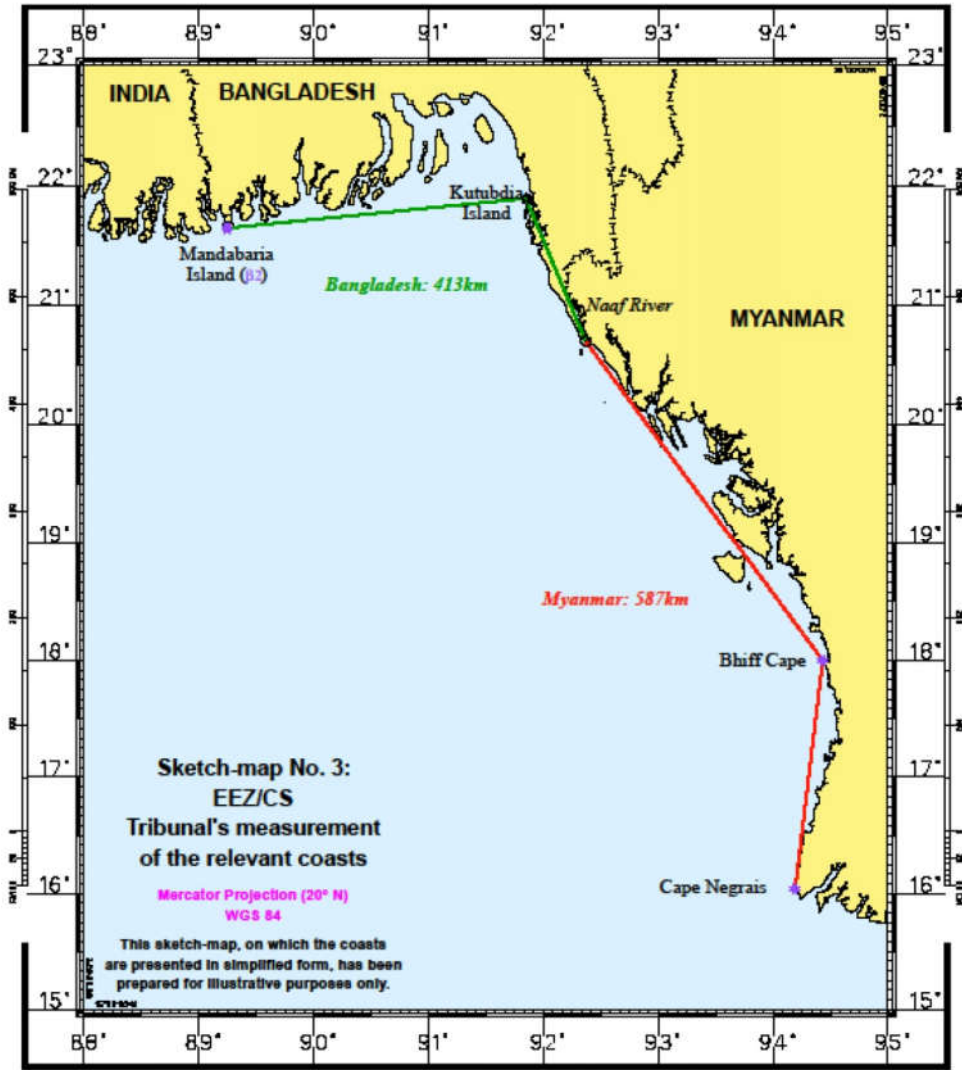 88° 89° 90° 91° 92° 93° 94° 95°
23° 23°
INDIA BANGLADESH
22° 22°
Kutubdia
Island
Mandabaria
Island (β2)
Bangladesh: 413km
Naaf River
21° 21°
MYANMAR
20° 20°
19° 19°
Myanmar: 587km
18° 18°
Bhiff Cape
Sketch-map No. 3:
EEZ/CS
17° 17°
Tribunal's measurement
of the relevant coasts
16° 16°
Cape Negrais
Mercator Projection (20° N)
WGS 84
This sketch-map, on which the coasts
are presented in simplified form, has been
prepared for illustrative purposes only.
15° 15°
88° 89° 90° 91° 92° 93° 94° 95°